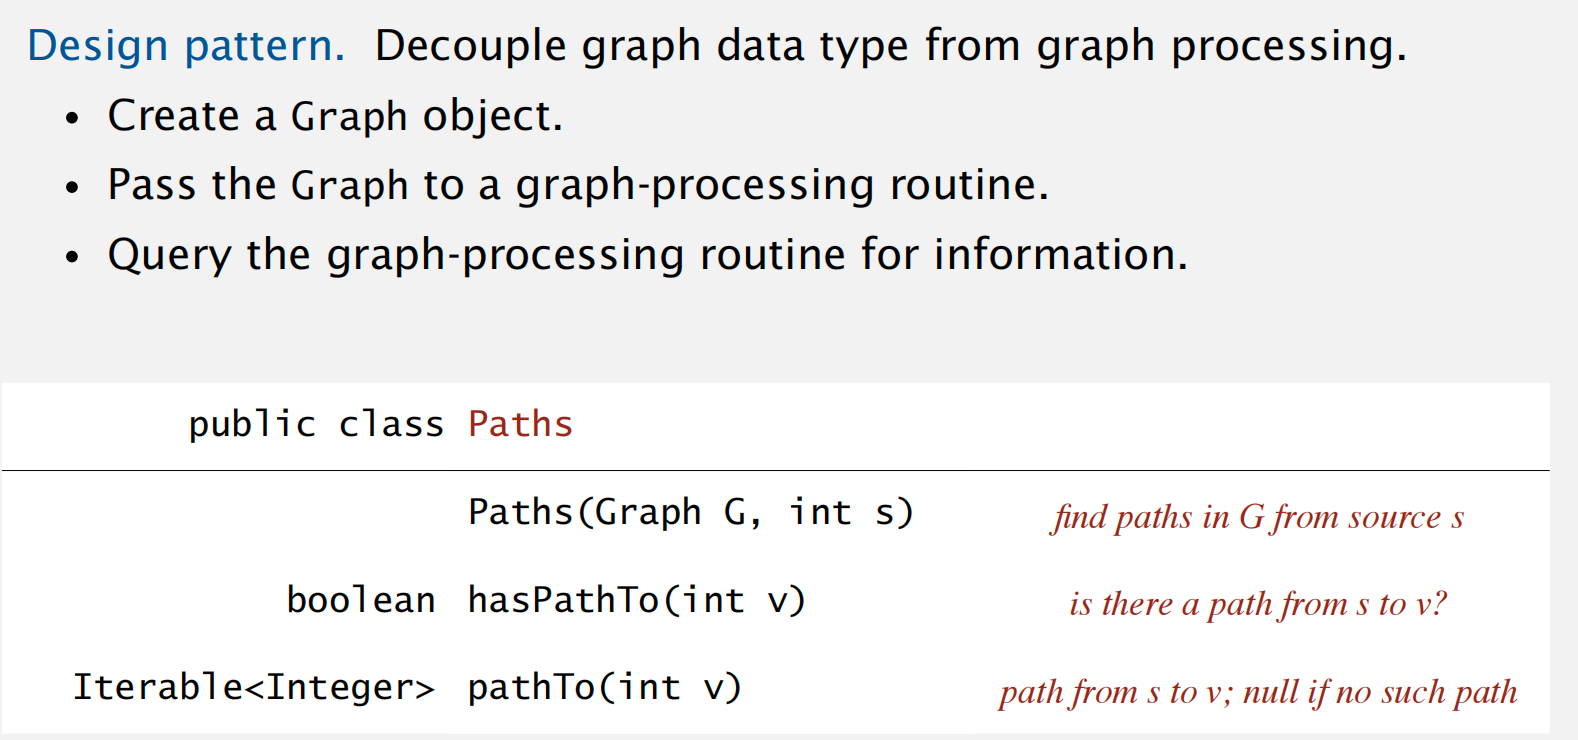 Design pattern. Decouple graph data type from graph processing.
• Create a Graph object.
• Pass the Graph to a graph-processing routine.
• Query the graph-processing routine for information.
public class Paths
Paths(Graph G, int s) find paths in G from source s
boolean hasPathTo(int v) is there a path from s to v?
Iterable<Integer> pathTo(int v) path from s to v; null if no such path